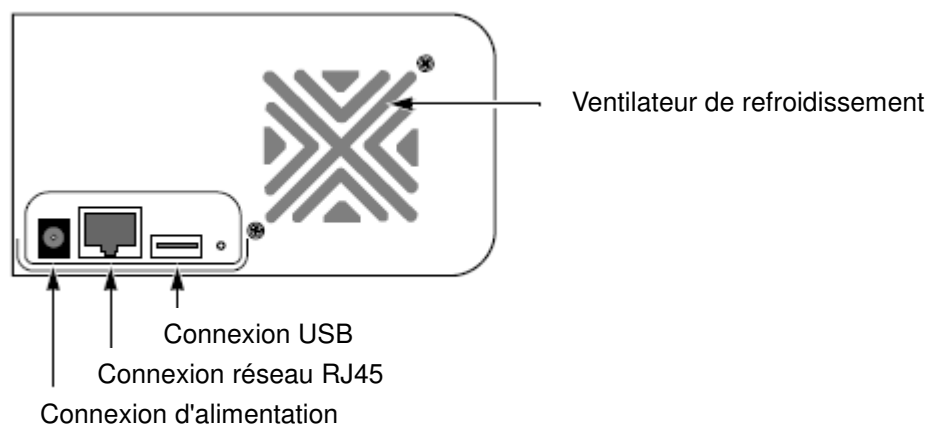 Ventilateur de refroidissement
Connexion USB
Connexion réseau RJ45
Connexion d'alimentation